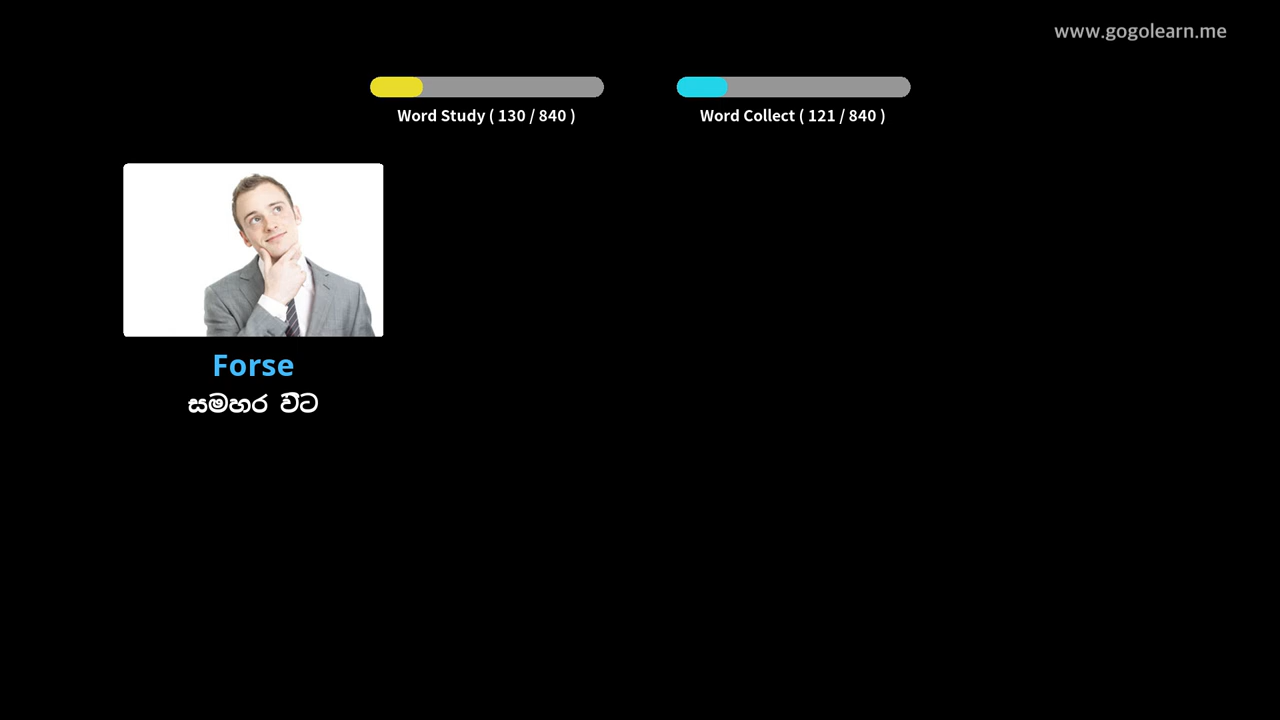 www.gogolearn.me
Word Study ( 130 / 840 )
Word Collect ( 121 / 840 )
Forse
සමහර විට